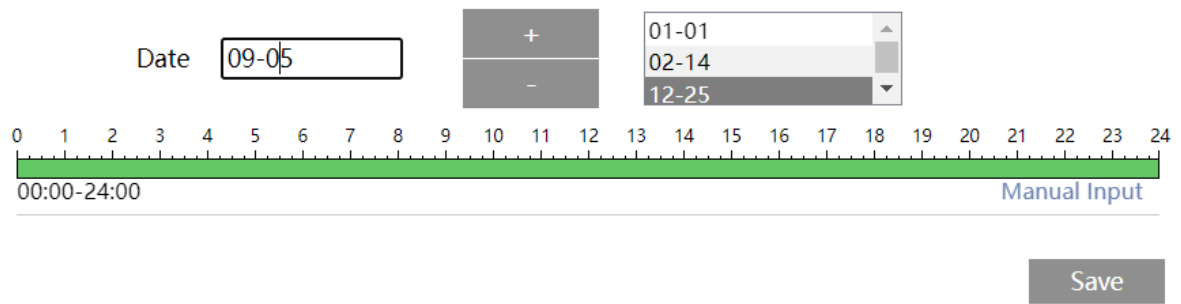 Date 09-05 + 01-01
02-14
- 12-25
0 1 2 3 4 5 6 7 8 9 10 11 12 13 14 15 16 17 18 19 20 21 22 23 24
00:00-24:00 Manual Input
Save